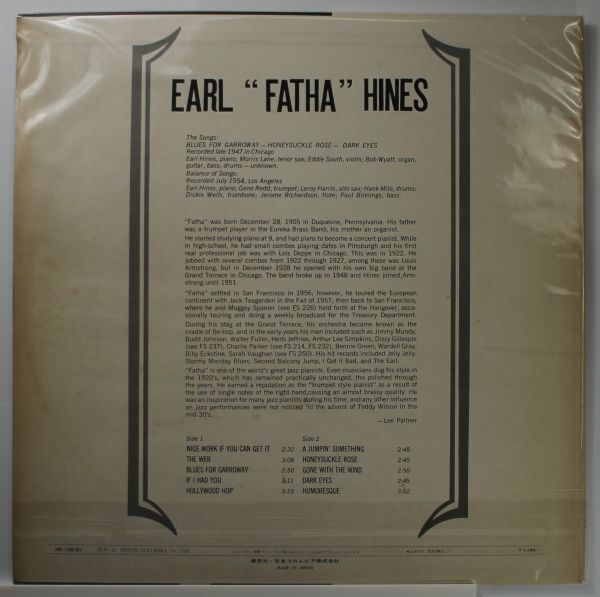 EARL "FATHA" HINES
The Songs:
BLUES FOR GARROWAY — HONEYSUCKLE ROSE — DARK EYES
Recorded late 1947 in Chicago
Earl Hines, piano; Morris Lane, tenor sax; Eddie South, violin; Bob Wyatt, organ,
guitar, bass, drums—unknown.
Balance of Songs:
Recorded July 1954, Los Angeles
Earl Hines, piano; Gene Redd, trumpet; Leroy Harris, alto sax; Hank Milo, drums;
Dickie Wells, trombone; Jerome Richardson, flute; Paul Binnings, bass.
"Fatha" was born December 28, 1905 in Duquesne, Pennsylvania. His father
was a trumpet player in the Eureka Brass Band, his mother an organist.
He started studying piano at 9, and had plans to become a concert pianist. While
in high-school, he had small combos playing dates in Pittsburgh and his first
real professional job was with Lois Deppe in Chicago. This was in 1922. He
jobbed with several combos from 1922 through 1927, among these was Louis
Armstrong, but in December 1928 he opened with his own big band at the
Grand Terrace in Chicago. The band broke up in 1948 and Hines joined Arm-
strong until 1951.
"Fatha" settled in San Francisco in 1956; however, he toured the European
continent with Jack Teagarden in the Fall of 1957, then back to San Francisco,
where he and Muggsy Spanier (see FS 226) held forth at the Hangover, occa-
sionally touring and doing a weekly broadcast for the Treasury Department.
During his stay at the Grand Terrace, his orchestra became known as the
cradle of Be-bop, and in the early years his men included such as Jimmy Mundy,
Budd Johnson, Walter Fuller, Herb Jeffries, Arthur Lee Simpkins, Dizzy Gillespie
(see FS 237), Charlie Parker (see FS 214, FS 232), Bennie Green, Wardell Gray,
Billy Eckstine, Sarah Vaughan (see FS 250). His hit records included Jelly Jelly,
Stormy Monday Blues, Second Balcony Jump, I Get it Bad, and The Earl.
"Fatha" is one of the world's great jazz pianists. Even musicians dug his style in
the 1920's, which has remained practically unchanged, tho polished through
the years. He earned a reputation as the "trumpet style pianist" as a result of
the use of single notes of the right hand,causing an almost brassy quality. He
was an inspiration for many jazz pianists during his time, and any other influence
on jazz performances were not noticed 'til the advent of Teddy Wilson in the
mid 30's.
— Lee Palmer
Side 1
NICE WORK IF YOU CAN GET IT 2:32
THE WEB 3:08
BLUES FOR GARROWAY 2:50
IF I HAD YOU 3:11
HOLLYWOOD HOP 3:10
Side 2
A JUMPIN' SOMETHING 2:49
HONEYSUCKLE ROSE 2:45
GONE WITH THE WIND 2:50
DARK EYES 2:45
HUMORESQUE 3:52
NIPPON COLUMBIA Co., Ltd.
発売元・日本コロムビア株式会社
MADE IN JAPAN